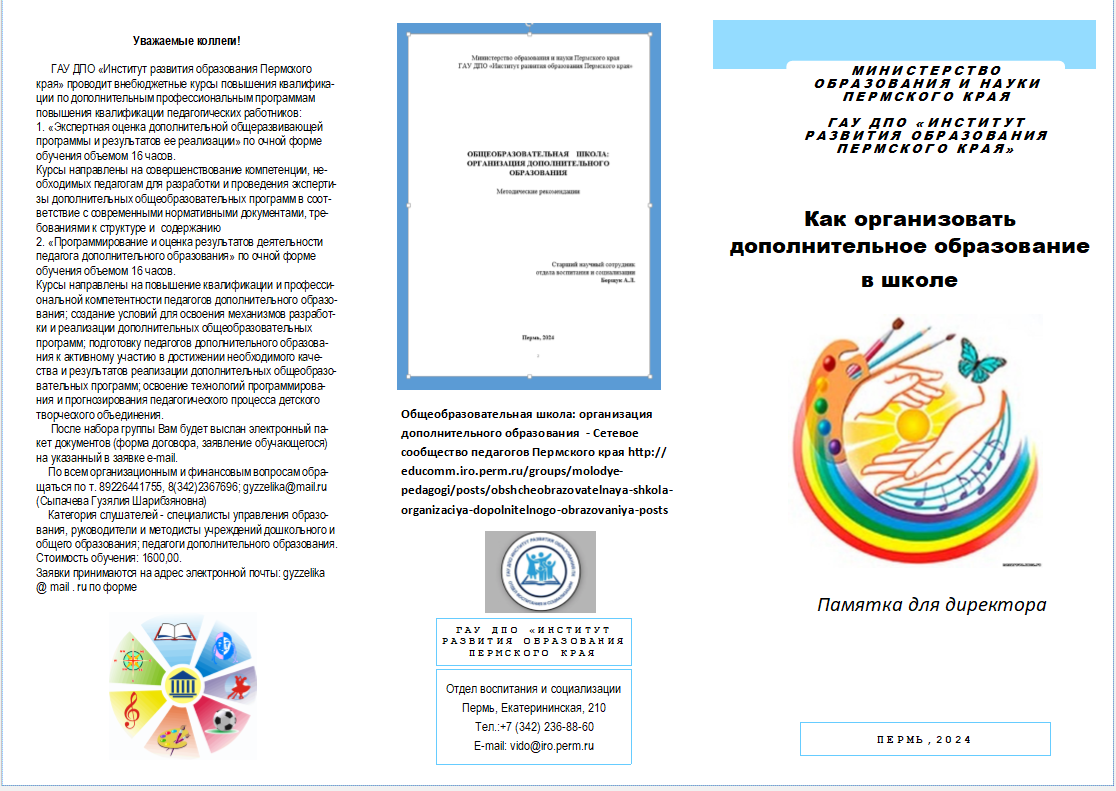 Уважаемые коллеги!
ГАУ ДПО «Институт развития образования Пермского
края» проводит внебюджетные курсы повышения квалифика-
ции по дополнительным профессиональным программам
повышения квалификации педагогических работников:
1. «Экспертная оценка дополнительной общеразвивающей
программы и результатов ее реализации» по очной форме
обучения объемом 16 часов.
Курсы направлены на совершенствование компетенции, не-
обходимых педагогам для разработки и проведения эксперти-
зы дополнительных общеобразовательных программ в соот-
ветствие с современными нормативными документами, тре-
бованиями к структуре и содержанию
2. «Программирование и оценка результатов деятельности
педагога дополнительного образования» по очной форме
обучения объемом 16 часов.
Курсы направлены на повышение квалификации и професси-
ональной компетентности педагогов дополнительного образо-
вания; создание условий для освоения механизмов разработ-
ки и реализации дополнительных общеобразовательных
программ; подготовку педагогов дополнительного образова-
ния к активному участию в достижении необходимого каче-
ства и результатов реализации дополнительных общеобразо-
вательных программ; освоение технологий программирова-
ния и прогнозирования педагогического процесса детского
творческого объединения.
После набора группы Вам будет выслан электронный па-
кет документов (форма договора, заявление обучающегося)
на указанный в заявке e-mail.
По всем организационным и финансовым вопросам обра-
щаться по т. 89226441755, 8(342)2367696; gyzzelika@mail.ru
(Сыпачева Гузялия Шарибзяновна)
Категория слушателей - специалисты управления образо-
вания, руководители и методисты учреждений дошкольного и
общего образования; педагоги дополнительного образования.
Стоимость обучения: 1600,00.
Заявки принимаются на адрес электронной почты: gyzzelika
@ mail . ru по форме
Министерство образования и науки Пермского края
ГАУ ДПО «Институт развития образования Пермского края»
ОБЩЕОБРАЗОВАТЕЛЬНАЯ ШКОЛА:
ОРГАНИЗАЦИЯ ДОПОЛНИТЕЛЬНОГО
ОБРАЗОВАНИЯ
Методические рекомендации
Старший научный сотрудник
отдела воспитания и социализации
Борщук А.Л.
Пермь, 2024
Общеобразовательная школа: организация
дополнительного образования - Сетевое
сообщество педагогов Пермского края http://
educomm.iro.perm.ru/groups/molodye-
pedagogi/posts/obshcheobrazovatelnaya-shkola-
organizaciya-dopolnitelnogo-obrazovaniya-posts
ГАУ ДПО «ИНСТИТУТ
РАЗВИТИЯ ОБРАЗОВАНИЯ
ПЕРМСКОГО КРАЯ
Отдел воспитания и социализации
Пермь, Екатерининская, 210
Тел.:+7 (342) 236-88-60
E-mail: vido@iro.perm.ru
МИНИСТЕРСТВО
ОБРАЗОВАНИЯ И НАУКИ
ПЕРМСКОГО КРАЯ
ГАУ ДПО «ИНСТИТУТ
РАЗВИТИЯ ОБРАЗОВАНИЯ
ПЕРМСКОГО КРАЯ»
Как организовать
дополнительное образование
в школе
Памятка для директора
ПЕРМЬ,2024